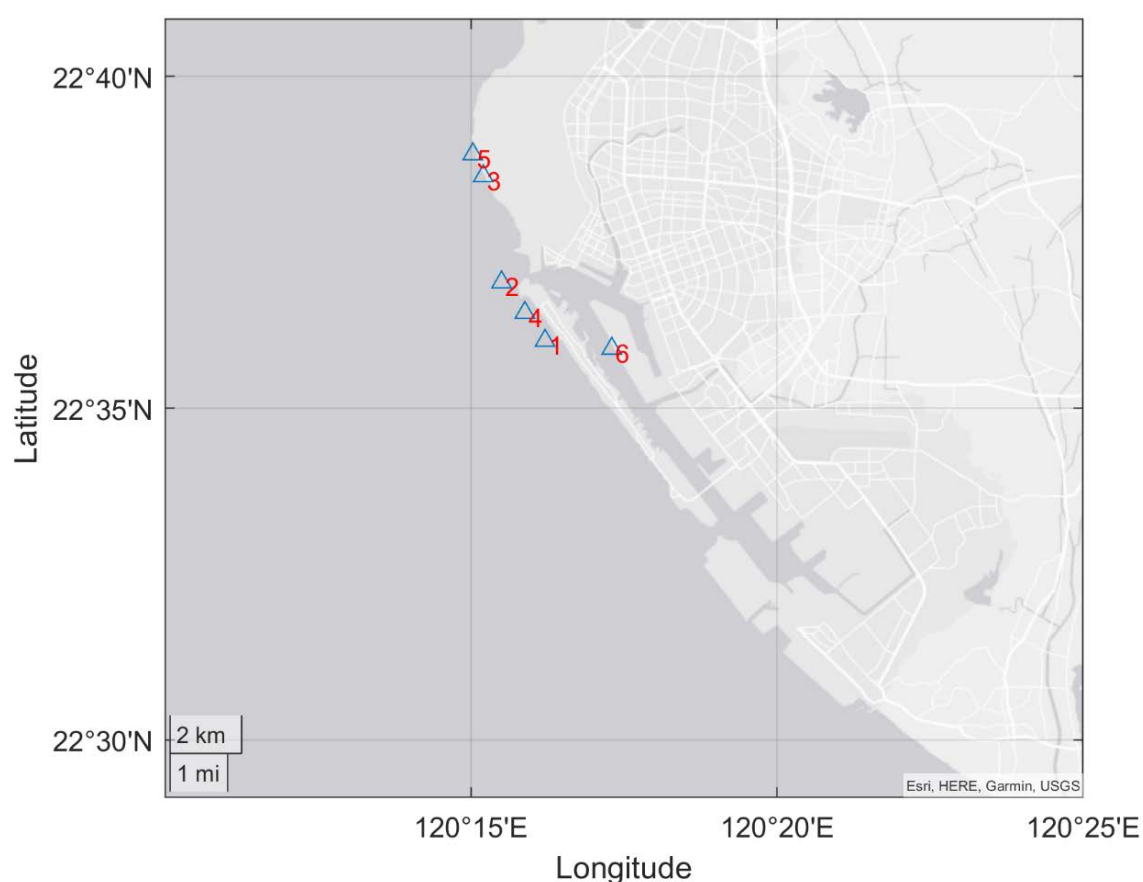 22°40'N
5
3
2
4
1
6
22°35'N
Latitude
22°30'N
2 km
1 mi
Esri, HERE, Garmin, USGS
120°15'E
120°20'E
120°25'E
Longitude